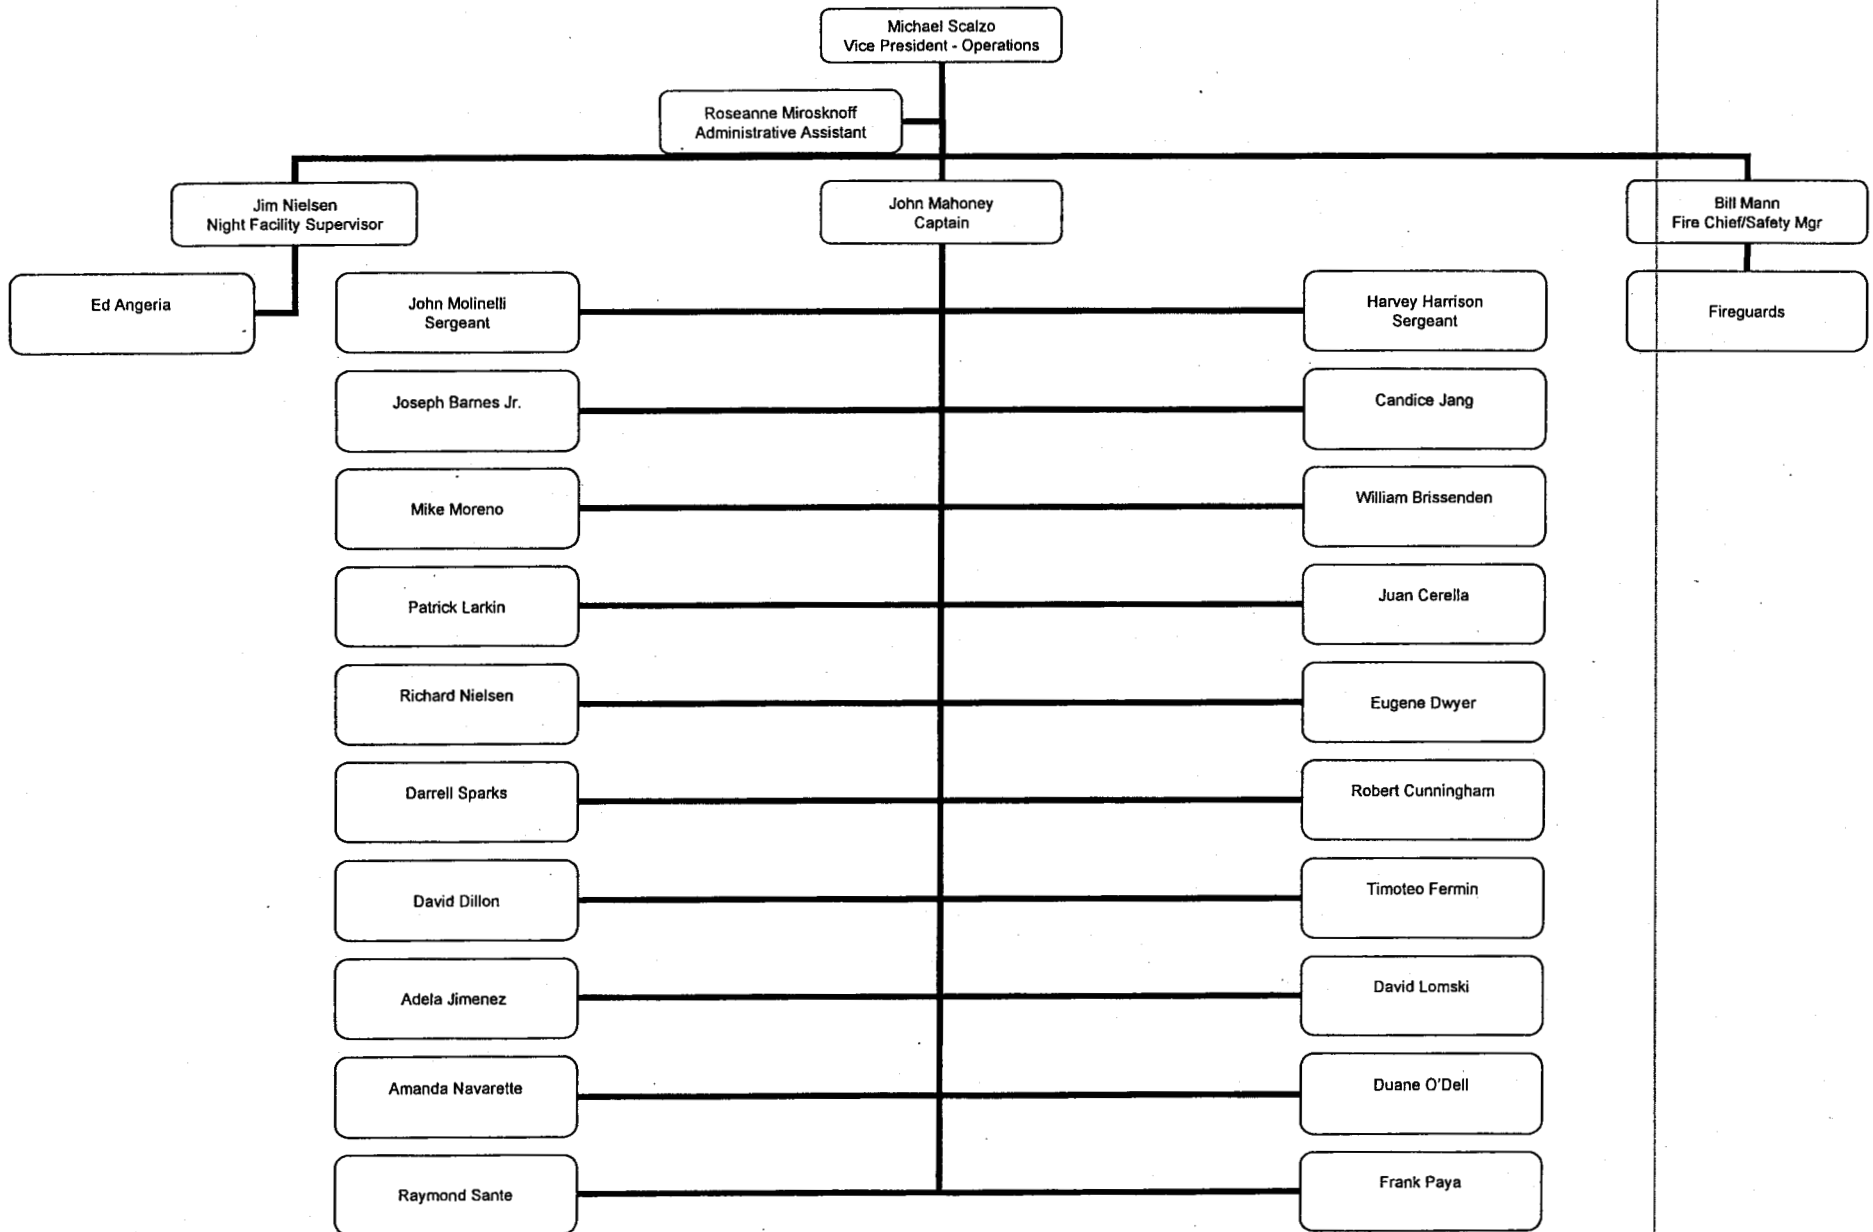 Michael Scalzo
Vice President - Operations
Roseanne Mirosknoff
Administrative Assistant
Jim Nielsen
Night Facility Supervisor
John Mahoney
Captain
Bill Mann
Fire Chief/Safety Mgr
Ed Angeria
John Molinelli
Sergeant
Harvey Harrison
Sergeant
Fireguards
Joseph Barnes Jr.
Candice Jang
Mike Moreno
William Brissenden
Patrick Larkin
Juan Cerella
Richard Nielsen
Eugene Dwyer
Darrell Sparks
Robert Cunningham
David Dillon
Timoteo Fermin
Adela Jimenez
David Lomski
Amanda Navarette
Duane O'Dell
Raymond Sante
Frank Paya